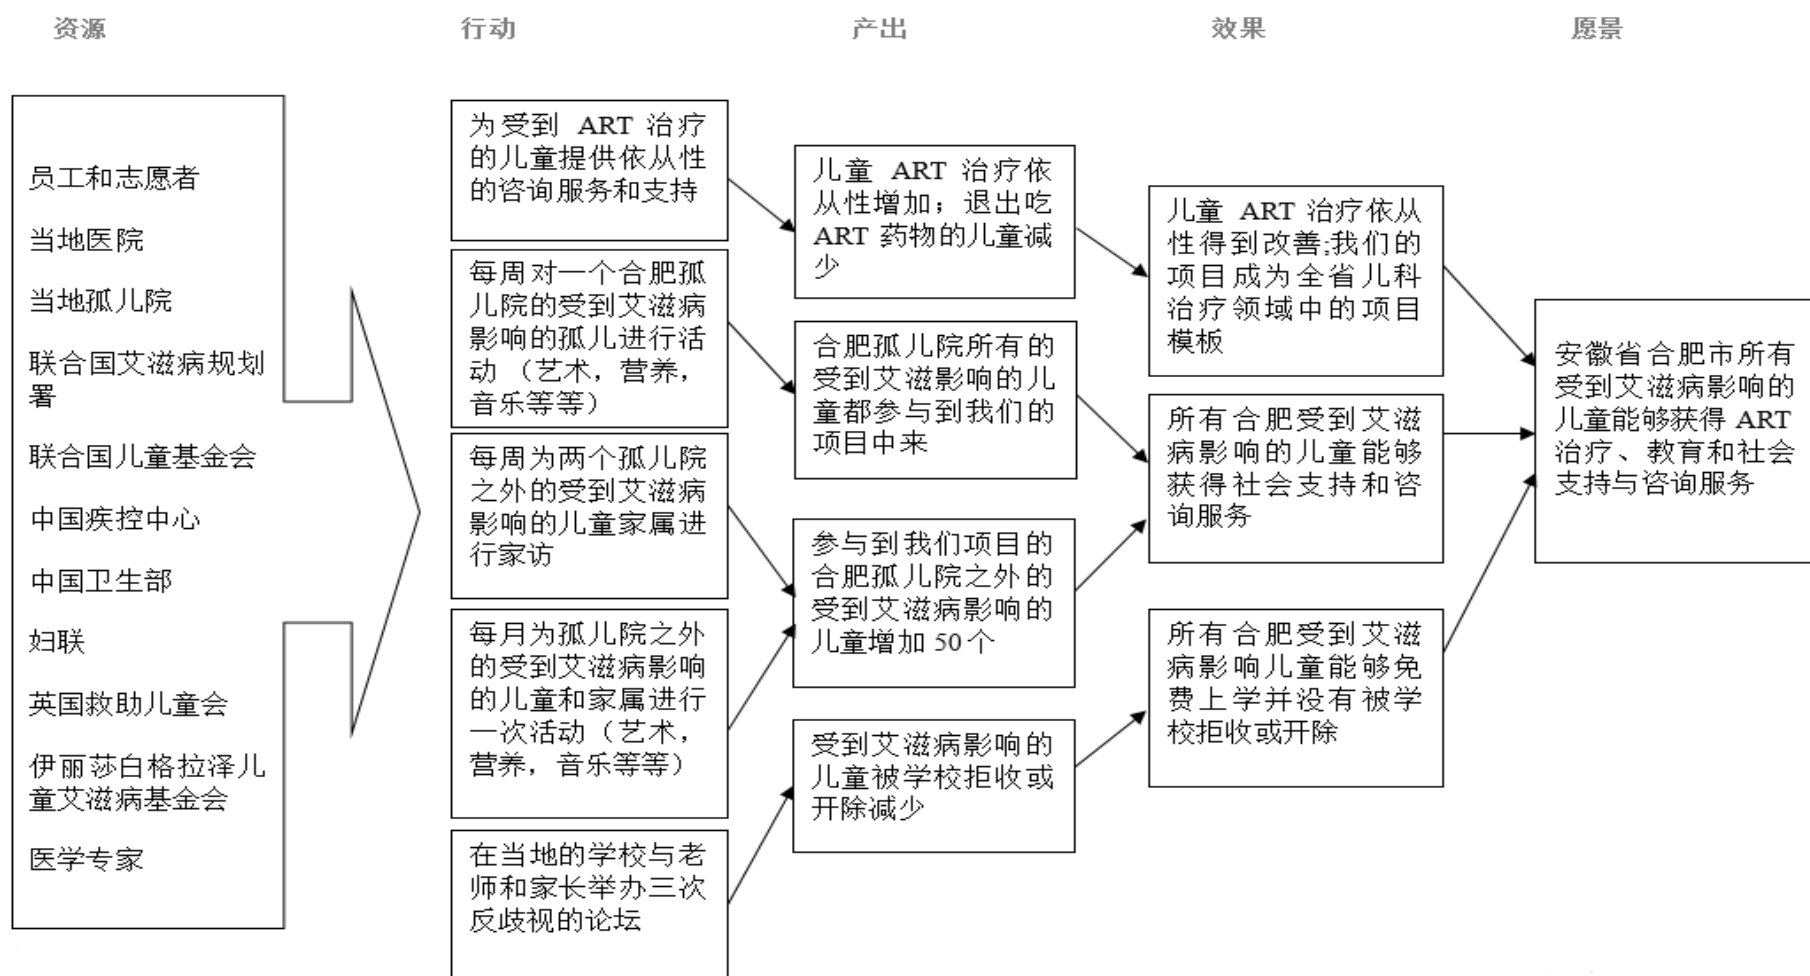 资源
行动
产出
效果
愿景
员工和志愿者
当地医院
当地孤儿院
联合国艾滋病规划
署
联合国儿童基金会
中国疾控中心
中国卫生部
妇联
英国救助儿童会
伊丽莎白格拉泽儿
童艾滋病基金会
医学专家
为受到 ART 治疗
的儿童提供依从性
的咨询服务和支持
每周对一个合肥孤
儿院的受到艾滋病
影响的孤儿进行活
动 （艺术，营养，
音乐等等）
每周为两个孤儿院
之外的受到艾滋病
影响的儿童家属进
行家访
每月为孤儿院之外
的受到艾滋病影响
的儿童和家属进行
一次活动（艺术，
营养，音乐等等）
在当地的学校与老
师和家长举办三次
反歧视的论坛
儿童 ART 治疗依
从性增加；退出吃
ART 药物的儿童减
少
合肥孤儿院所有的
受到艾滋影响的儿
童都参与到我们的
项目中来
参与到我们项目的
合肥孤儿院之外的
受到艾滋病影响的
儿童增加 50 个
受到艾滋病影响的
儿童被学校拒收或
开除减少
儿童 ART 治疗依从
性得到改善;我们的
项目成为全省儿科
治疗领域中的项目
模板
所有合肥受到艾滋
病影响的儿童能够
获得社会支持和咨
询服务
所有合肥受到艾滋
病影响儿童能够免
费上学并没有被学
校拒收或开除
安徽省合肥市所有
受到艾滋病影响的
儿童能够获得 ART
治疗、教育和社会
支持与咨询服务